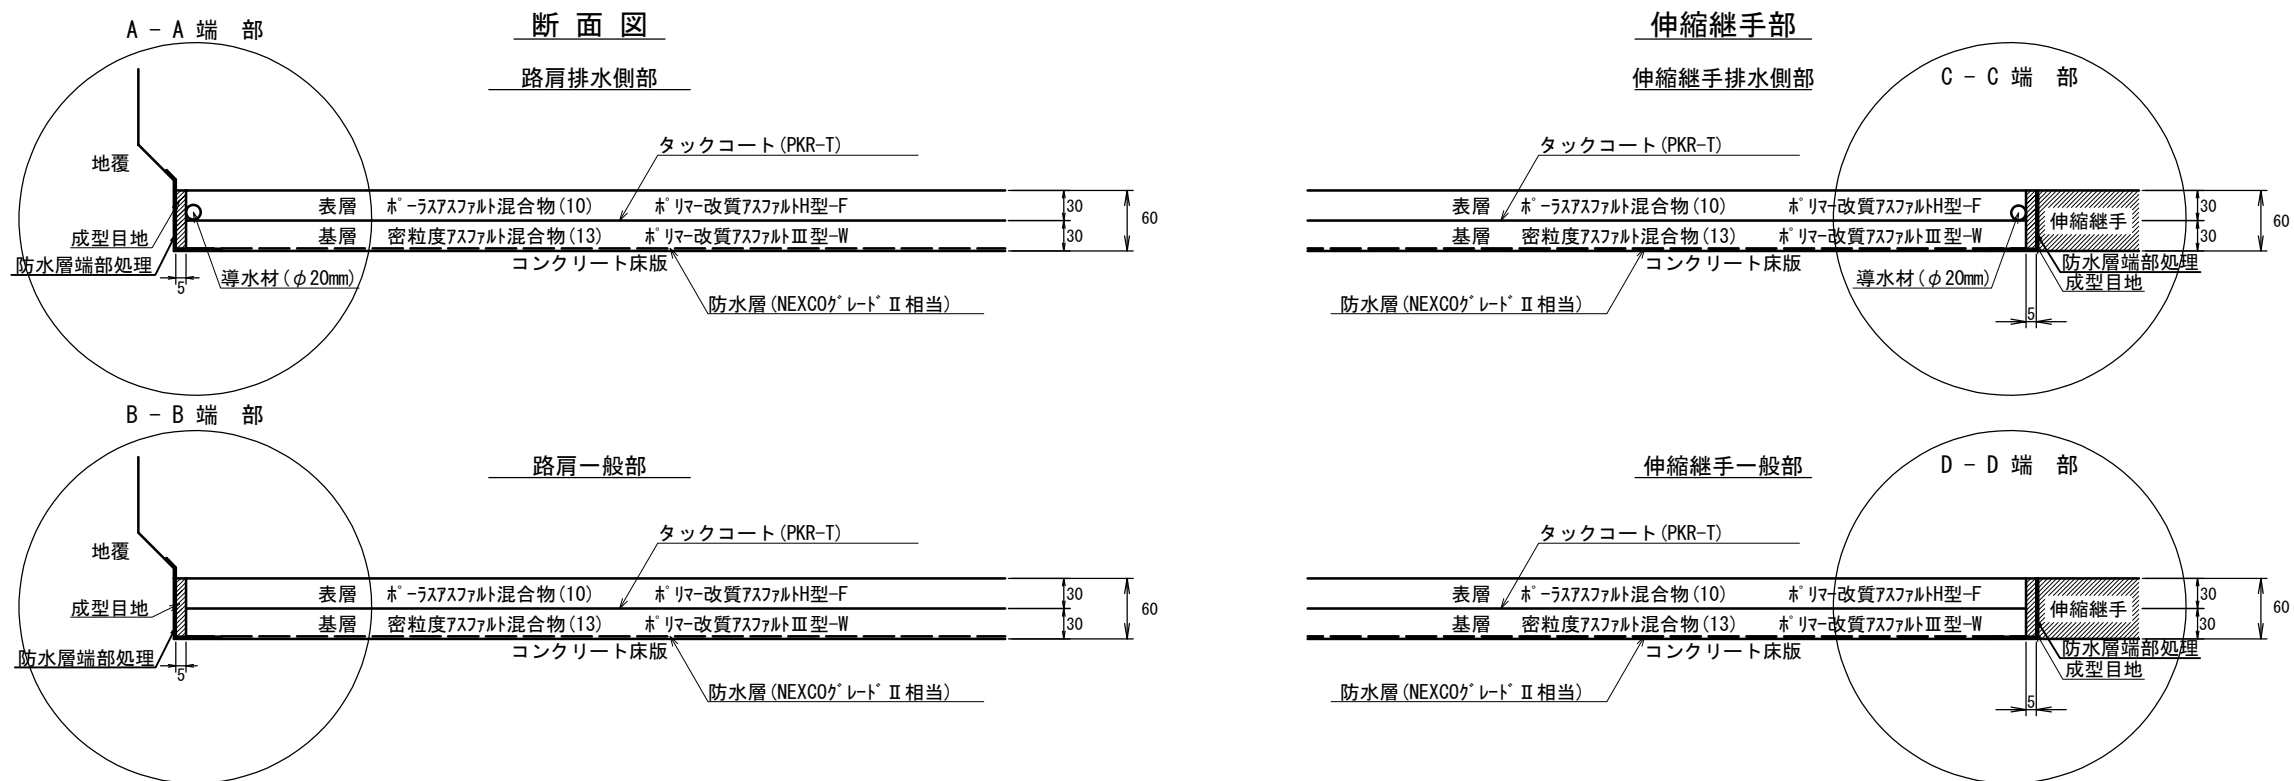 断 面 図
路肩排水側部
A - A 端 部
地覆
タックコート(PKR-T)
表層 ﾎﾟｰﾗｽｱｽﾌｧﾙﾄ混合物(10) ﾎﾟﾘﾏｰ改質ｱｽﾌｧﾙﾄH型-F
基層 密粒度ｱｽﾌｧﾙﾄ混合物(13) ﾎﾟﾘﾏｰ改質ｱｽﾌｧﾙﾄⅢ型-W
30
30
60
成型目地
防水層端部処理
5
導水材(φ20mm)
コンクリート床版
防水層(NEXCOｸﾞﾚｰﾄﾞⅡ相当)
伸縮継手部
伸縮継手排水側部
C - C 端 部
タックコート(PKR-T)
表層 ﾎﾟｰﾗｽｱｽﾌｧﾙﾄ混合物(10) ﾎﾟﾘﾏｰ改質ｱｽﾌｧﾙﾄH型-F
基層 密粒度ｱｽﾌｧﾙﾄ混合物(13) ﾎﾟﾘﾏｰ改質ｱｽﾌｧﾙﾄⅢ型-W
伸縮継手
30
30
60
コンクリート床版
防水層端部処理
成型目地
導水材(φ20mm)
5
防水層(NEXCOｸﾞﾚｰﾄﾞⅡ相当)
B - B 端 部
路肩一般部
地覆
タックコート(PKR-T)
表層 ﾎﾟｰﾗｽｱｽﾌｧﾙﾄ混合物(10) ﾎﾟﾘﾏｰ改質ｱｽﾌｧﾙﾄH型-F
基層 密粒度ｱｽﾌｧﾙﾄ混合物(13) ﾎﾟﾘﾏｰ改質ｱｽﾌｧﾙﾄⅢ型-W
30
30
60
成型目地
防水層端部処理
5
コンクリート床版
防水層(NEXCOｸﾞﾚｰﾄﾞⅡ相当)
伸縮継手一般部
D - D 端 部
タックコート(PKR-T)
表層 ﾎﾟｰﾗｽｱｽﾌｧﾙﾄ混合物(10) ﾎﾟﾘﾏｰ改質ｱｽﾌｧﾙﾄH型-F
基層 密粒度ｱｽﾌｧﾙﾄ混合物(13) ﾎﾟﾘﾏｰ改質ｱｽﾌｧﾙﾄⅢ型-W
伸縮継手
30
30
60
コンクリート床版
防水層端部処理
成型目地
5
防水層(NEXCOｸﾞﾚｰﾄﾞⅡ相当)